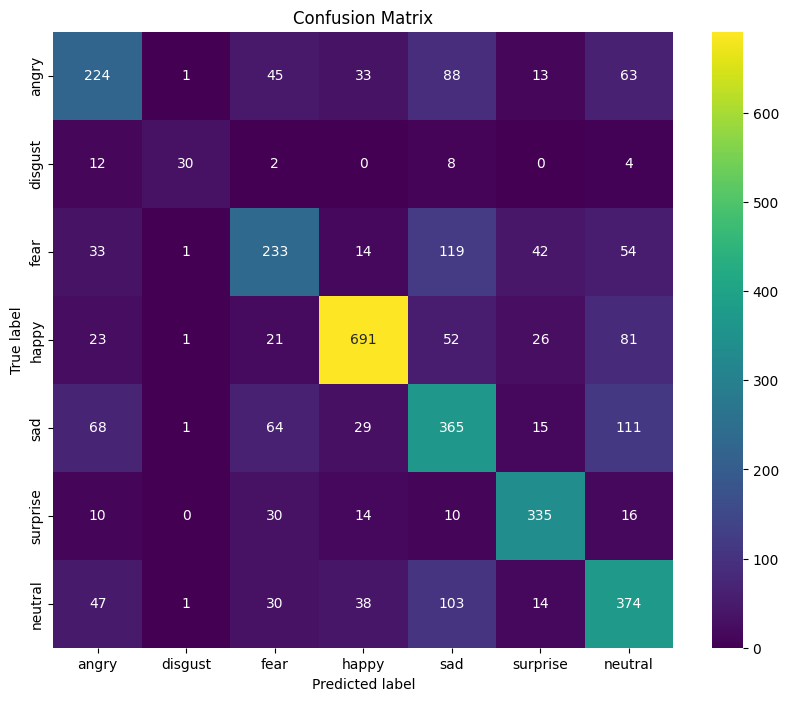 Confusion Matrix
angry 224 1 45 33 88 13 63
disgust 12 30 2 0 8 0 4
fear 33 1 233 14 119 42 54
happy 23 1 21 691 52 26 81
sad 68 1 64 29 365 15 111
surprise 10 0 30 14 10 335 16
neutral 47 1 30 38 103 14 374
angry disgust fear happy sad surprise neutral
Predicted label
True label
600
500
400
300
200
100
0